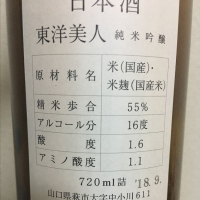 日本酒
東洋美人 純米吟醸
原材料名 米(国産)・
米麹(国産米)
精米歩合 55%
アルコール分 16度
酸度 1.6
アミノ酸度 1.1
720ml詰 '18.9.
山口県萩市大字中小川611